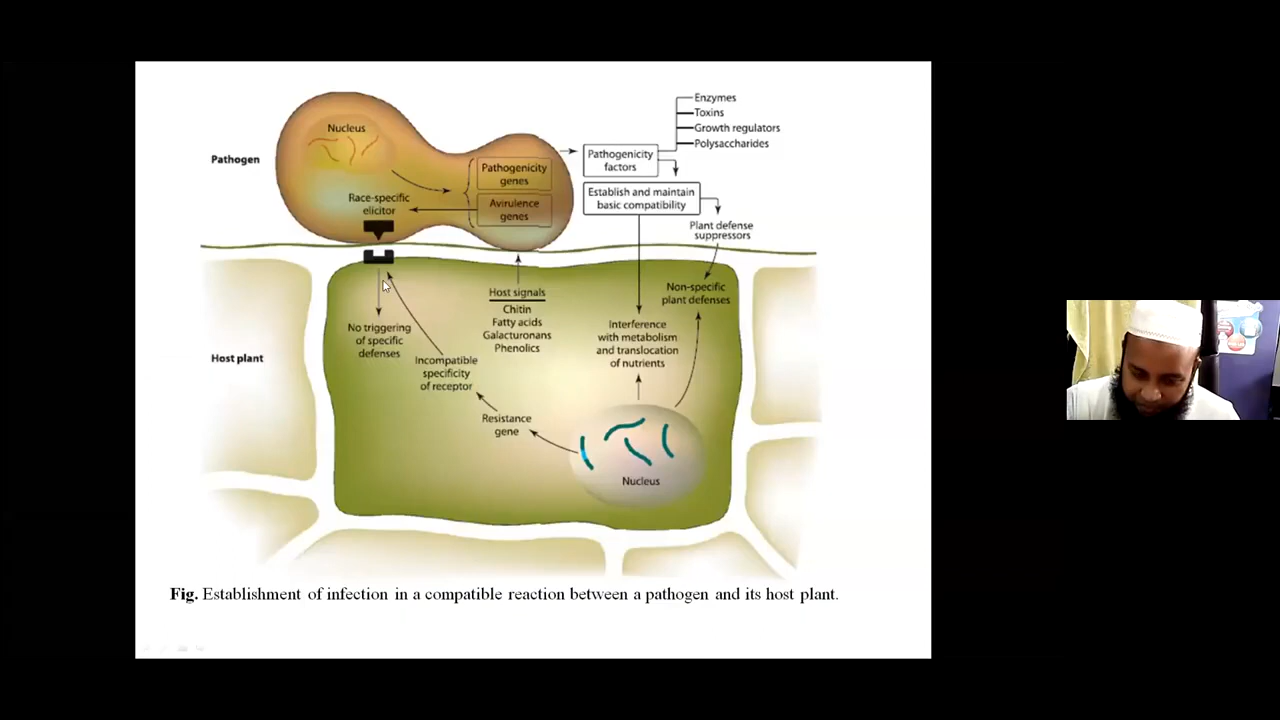 Enzymes
Toxins
Growth regulators
Polysaccharides
Nucleus
Pathogen
Pathogenicity
genes
Pathogenicity
factors
Race-specific
elicitor
Avirulence
genes
Establish and maintain
basic compatibility
Plant defense
suppressors
Host signals
Chitin
Fatty acids
Galacturonans
Phenolics
Non-specific
plant defenses
No triggering
of specific
defenses
Interference
with metabolism
and translocation
of nutrients
Host plant
Incompatible
specificity
of receptor
Resistance
gene
Nucleus
Fig. Establishment of infection in a compatible reaction between a pathogen and its host plant.